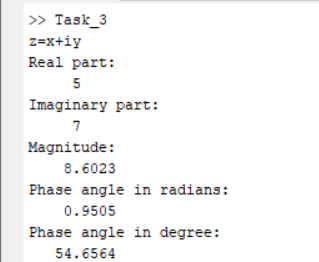 >> Task_3
z=x+iy
Real part:
5
Imaginary part:
7
Magnitude:
8.6023
Phase angle in radians:
0.9505
Phase angle in degree:
54.6564